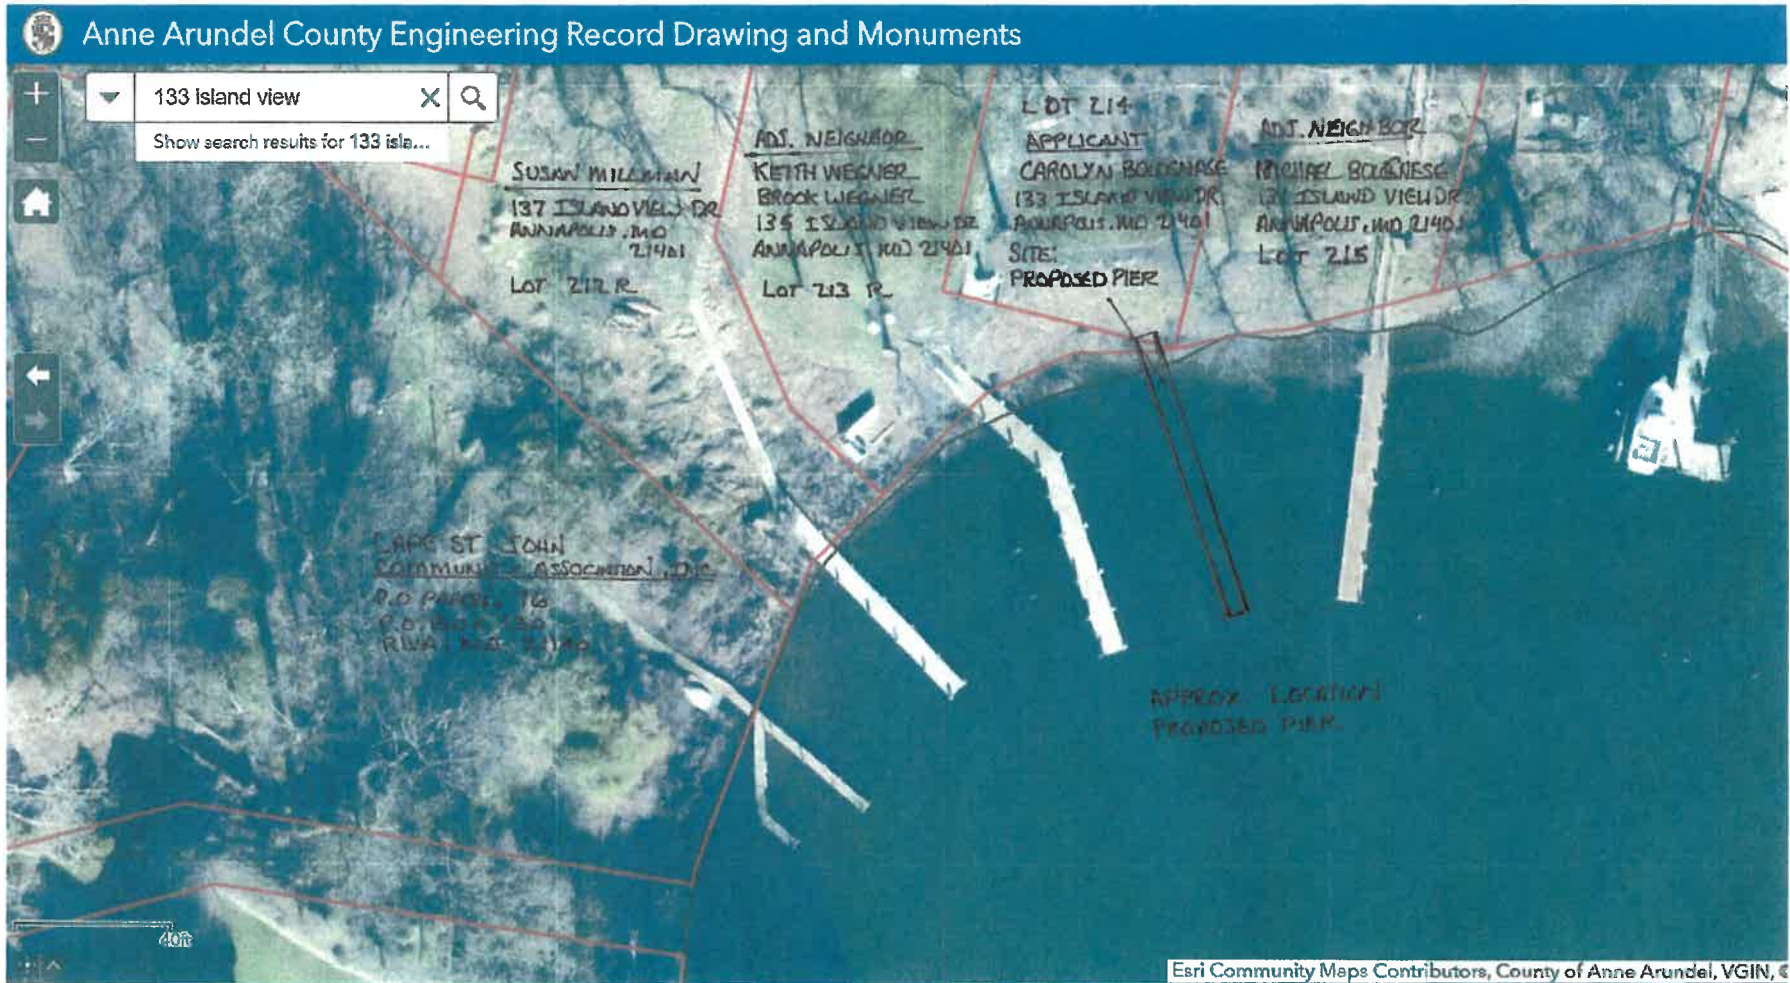 Anne Arundel County Engineering Record Drawing and Monuments
133 island view
Show search results for 133 isla...
SUSAN MILLMAN
137 ISLAND VIEW DR
ANNAPOLIS, MD
21401
LOT 212 R
ADJ. NEIGHBOR
KEITH WEGNER
BROOK WEGNER
135 ISLAND VIEW DR
ANNAPOLIS, MD 21401
LOT 213 R
LOT 214
APPLICANT
CAROLYN BOLOGNASE
133 ISLAND VIEW DR
ANNAPOLIS, MD 21401
SITE:
PROPOSED PIER
ADJ. NEIGHBOR
MICHAEL
ISLAND VIEW DR
ANNAPOLIS, MD 21401
LOT 215
CAPE ST JOHN
COMMUNITY ASSOCIATION, INC
P.O.
RIVA
APPROX LOCATION
PROPOSED PIER
40ft
Esri Community Maps Contributors, County of Anne Arundel, VGIN, ©